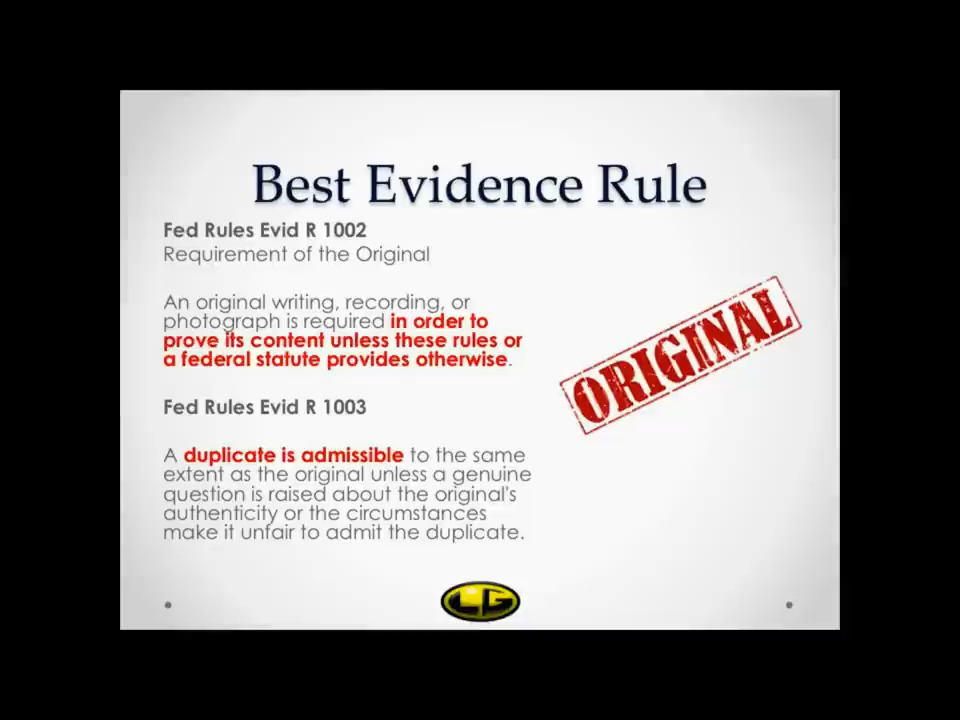 Best Evidence Rule
Fed Rules Evid R 1002
Requirement of the Original
An original writing, recording, or
photograph is required in order to
prove its content unless these rules or
a federal statute provides otherwise.
ORIGINAL
Fed Rules Evid R 1003
A duplicate is admissible to the same
extent as the original unless a genuine
question is raised about the original's
authenticity or the circumstances
make it unfair to admit the duplicate.
LG